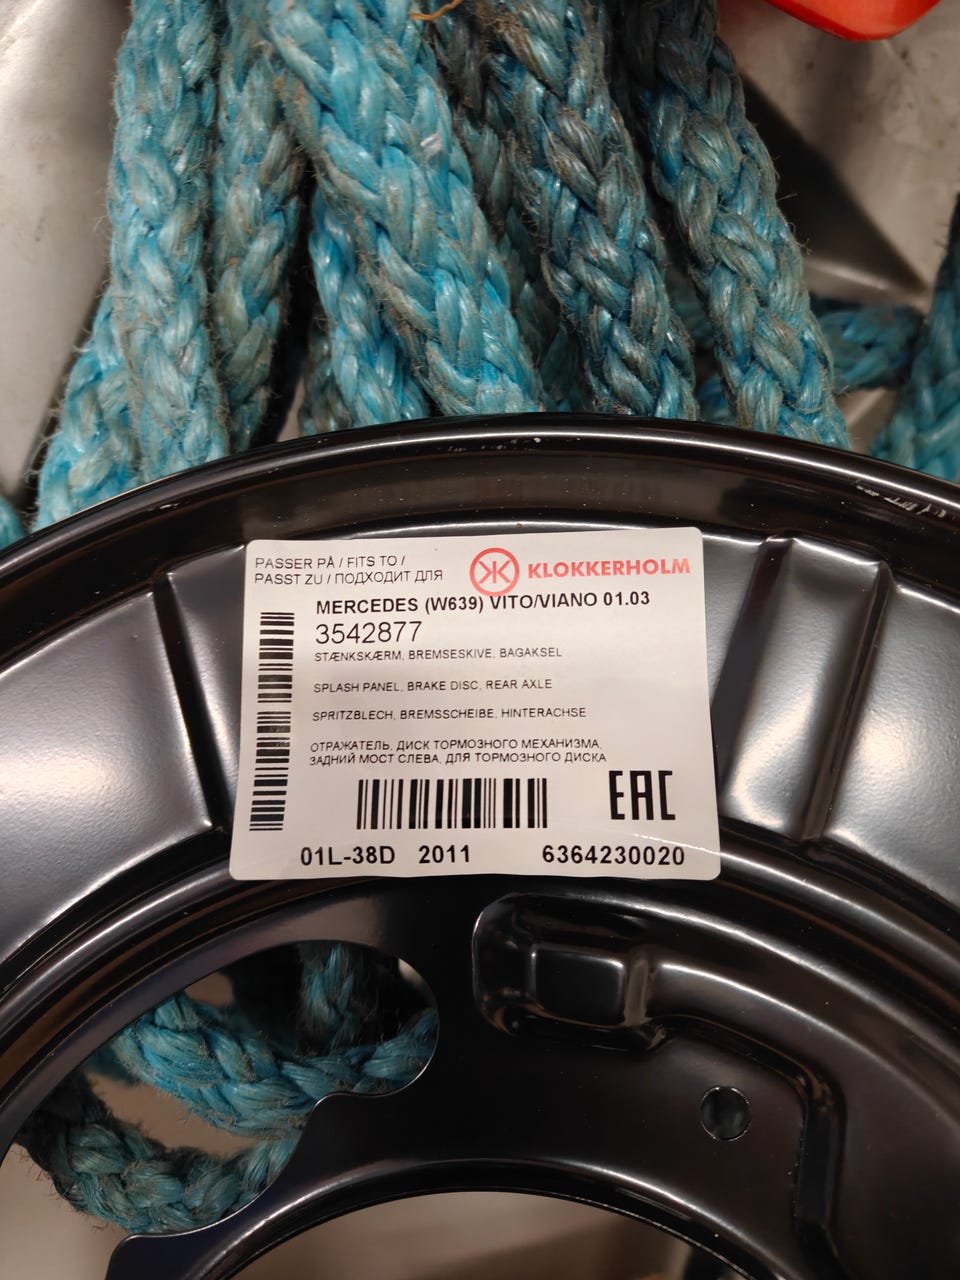 PASSER PÅ / FITS TO /
PASST ZU / ПОДХОДИТ ДЛЯ
KLOKKERHOLM
MERCEDES (W639) VITO/VIANO 01.03
3542877
STÆNKSKÆRM, BREMSESKIVE, BAGAKSEL
SPLASH PANEL, BRAKE DISC, REAR AXLE
SPRITZBLECH, BREMSSCHEIBE, HINTERACHSE
ОТРАЖАТЕЛЬ, ДИСК ТОРМОЗНОГО МЕХАНИЗМА,
ЗАДНИЙ МОСТ СЛЕВА, ДЛЯ ТОРМОЗНОГО ДИСКА
EAC
01L-38D 2011 6364230020